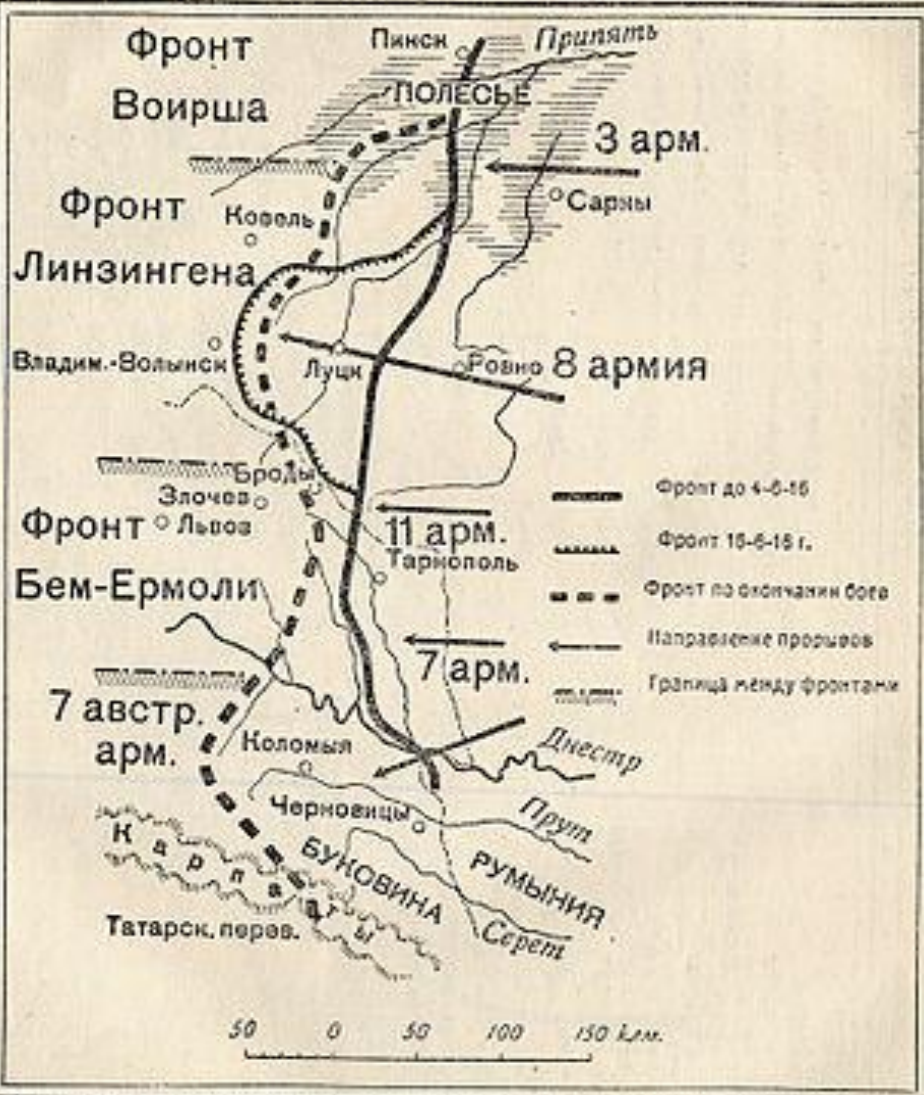 Фронт
Воирша
Пинск
Припять
ПОЛЕСЬЕ
3 арм.
Сарны
Фронт
Линзингена
Ковель
Владим.-Волынск
Луцк
Ровно
8 армия
Броды
Злочев
Львов
Фронт
Бем-Ермоли
11 арм.
Тарнополь
7 арм.
Фронт до 4-6-16
Фронт 16-6-16 г.
Фронт по окончании боев
Направление прорывов
Граница между фронтами
7 австр.
арм.
Коломыя
Днестр
Черновицы
Прут
БУКОВИНА
РУМЫНИЯ
Серет
Карпаты
Татарск. перев.
50 0 50 100 150 клм.